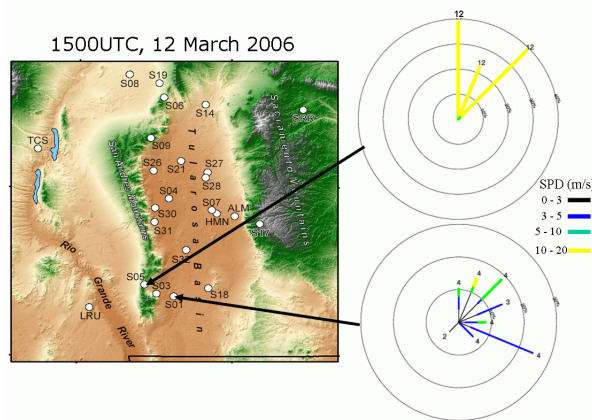 1500UTC, 12 March 2006
S08
S19
S06
S14
SRR
TCS
S09
S26
S21
S27
S28
S04
S30
S31
S07
HMN
ALM
S17
S32
S05
S03
S01
S18
LRU
San Andres Mountains
Tularosa Basin
Sacramento Mountains
Rio
Grande
River
12
12
12
SPD (m/s)
0 - 3
3 - 5
5 - 10
10 - 20
4
4
4
3
4
4
4
2